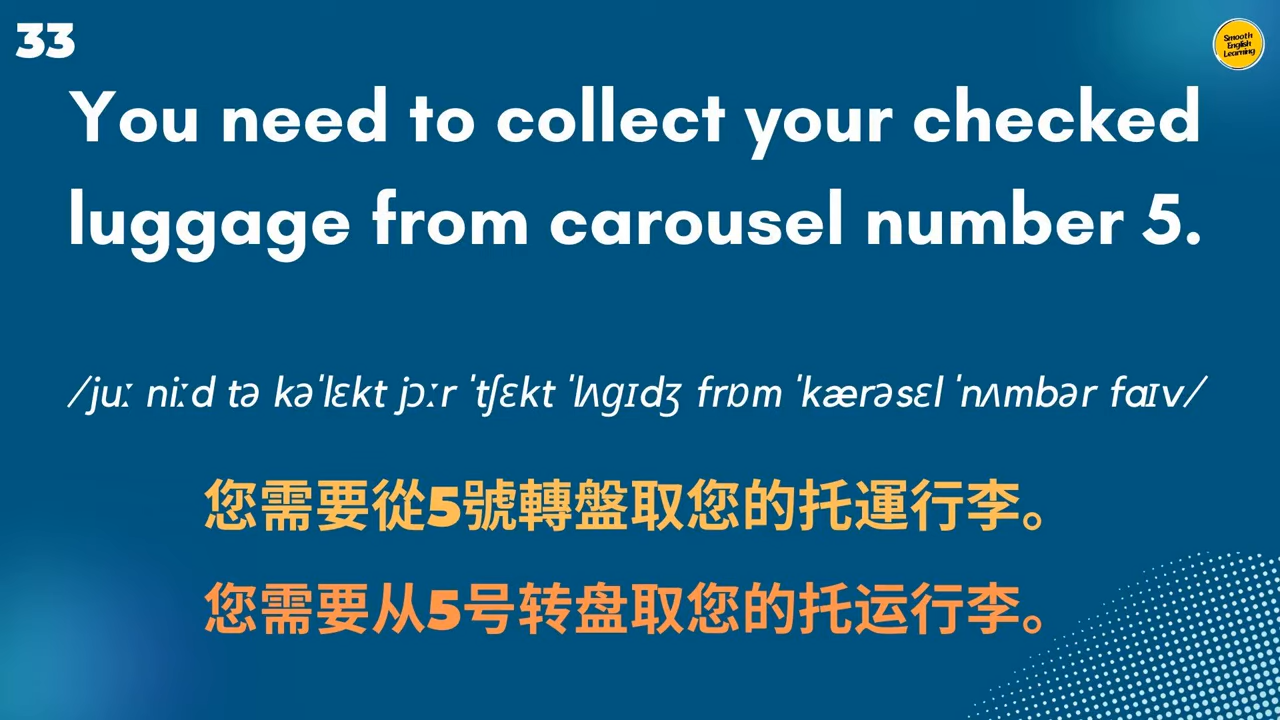 33
Smooth
English
Learning
You need to collect your checked
luggage from carousel number 5.
/juː niːd tə kəˈlɛkt jɔːr ˈtʃɛkt ˈlʌɡɪdʒ frɒm ˈkærəsɛl ˈnʌmbər faɪv/
您需要從5號轉盤取您的托運行李。
您需要从5号转盘取您的托运行李。